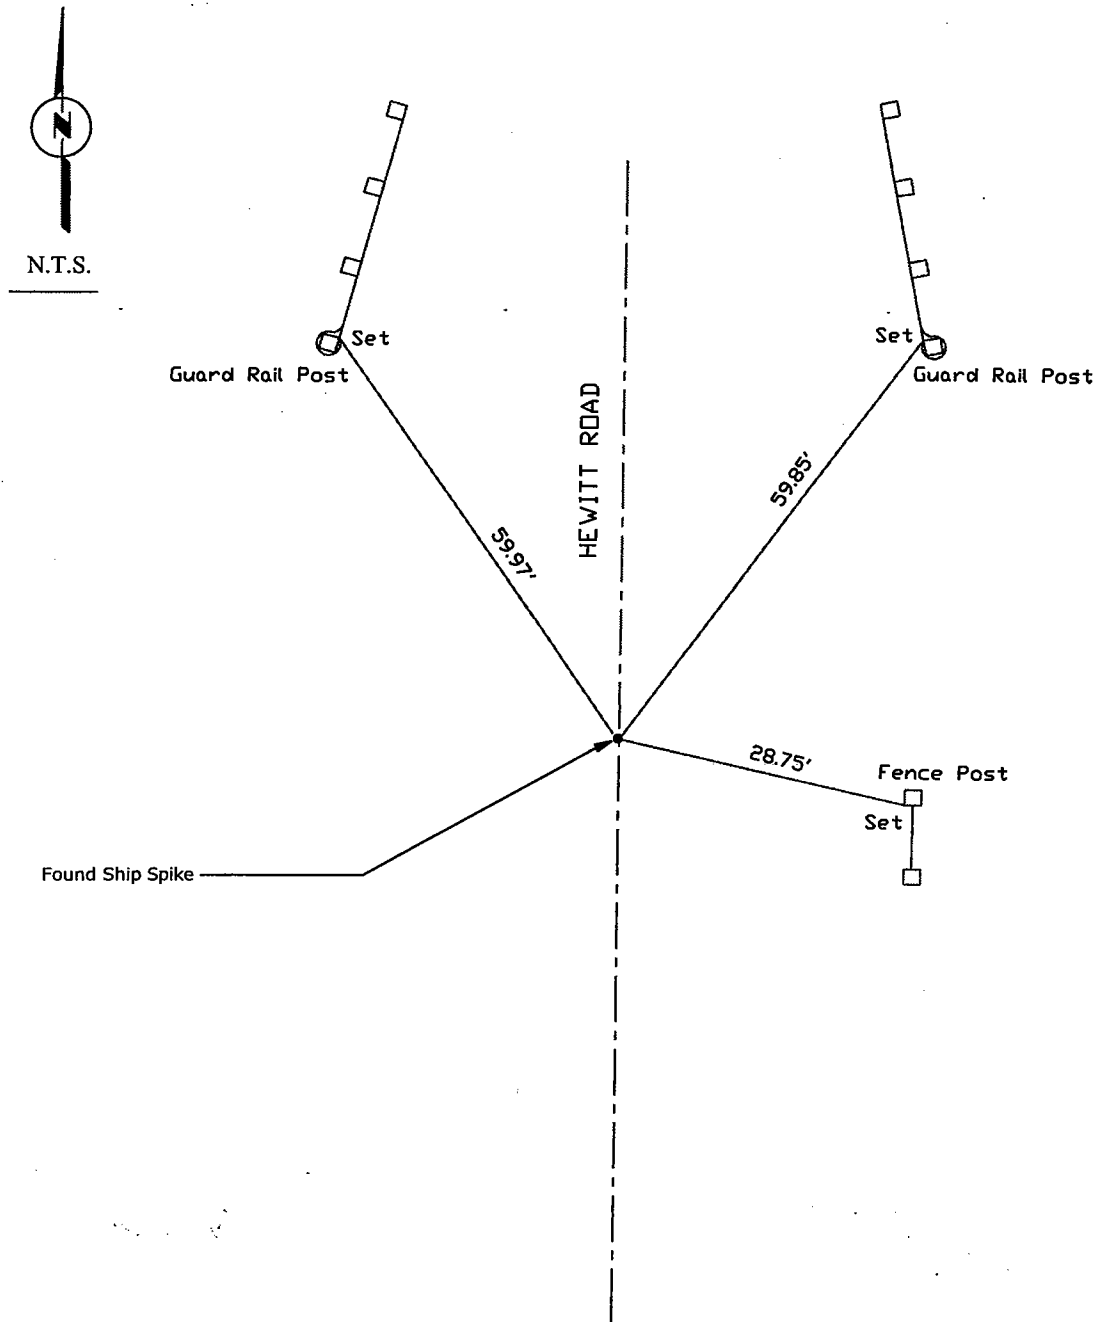 N
N.T.S.
Set
Guard Rail Post
Set
Guard Rail Post
HEWITT ROAD
59.97'
59.85'
28.75'
Fence Post
Set
Found Ship Spike